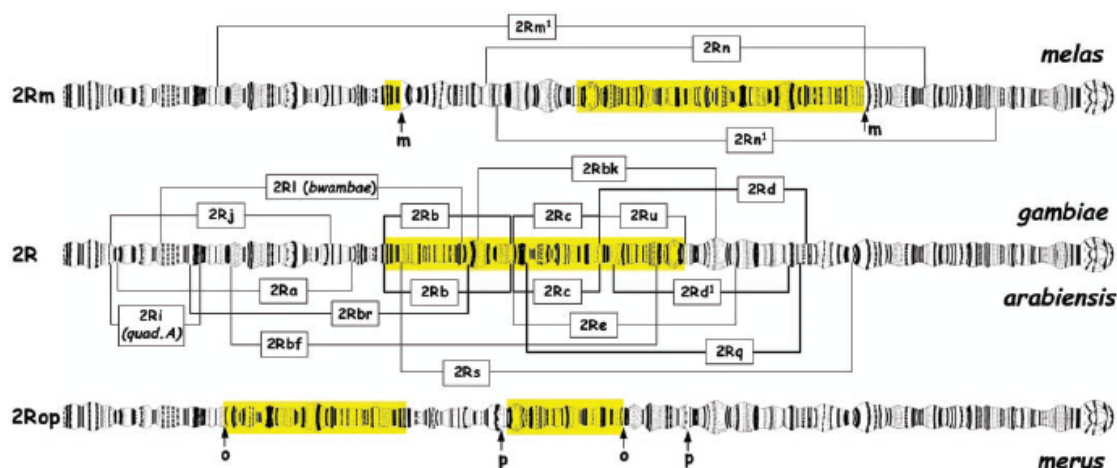 2Rm¹
2Rn
melas
2Rm
m
m
2Rn¹
2Rl (bwambae)
2Rbk
2Rj
2Rb
2Rc
2Ru
2Rd
gambiae
2R
2Ra
2Rb
2Rc
2Rd¹
arabiensis
2Ri
(quad.A)
2Rbr
2Re
2Rbf
2Rq
2Rs
2Rop
o
p
o
p
merus